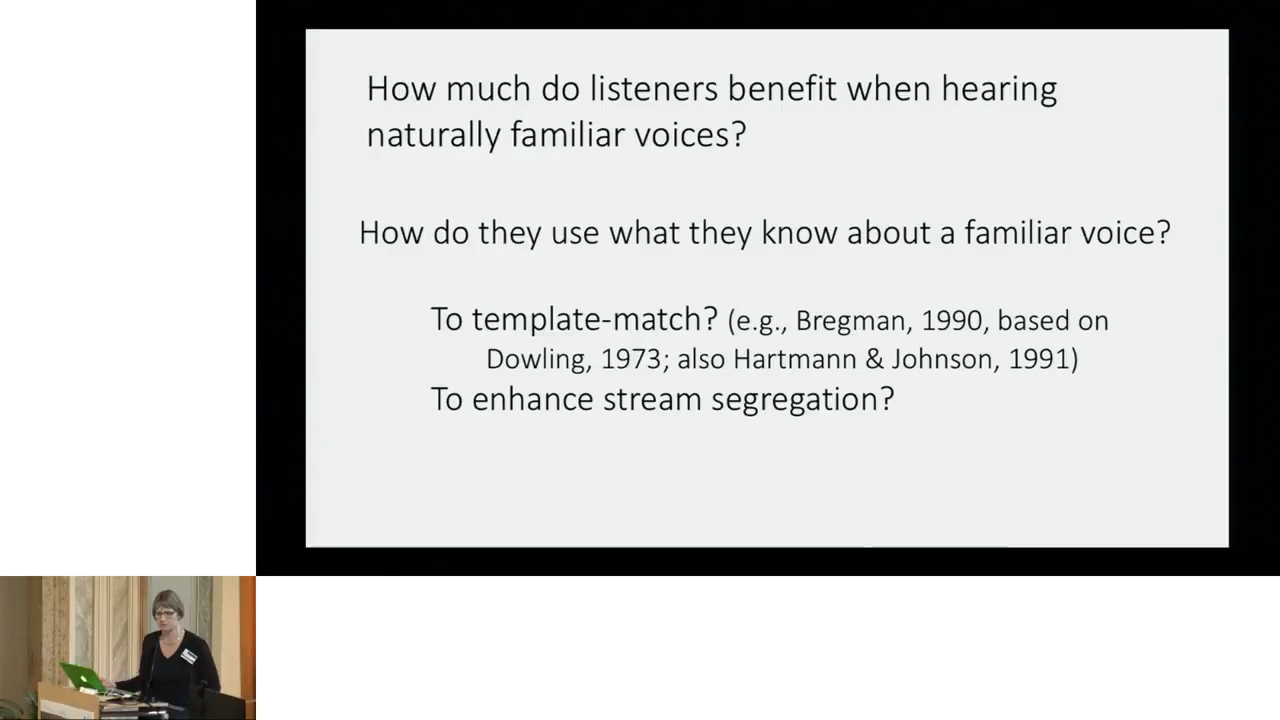 How much do listeners benefit when hearing
naturally familiar voices?
How do they use what they know about a familiar voice?
To template-match? (e.g., Bregman, 1990, based on
Dowling, 1973; also Hartmann & Johnson, 1991)
To enhance stream segregation?